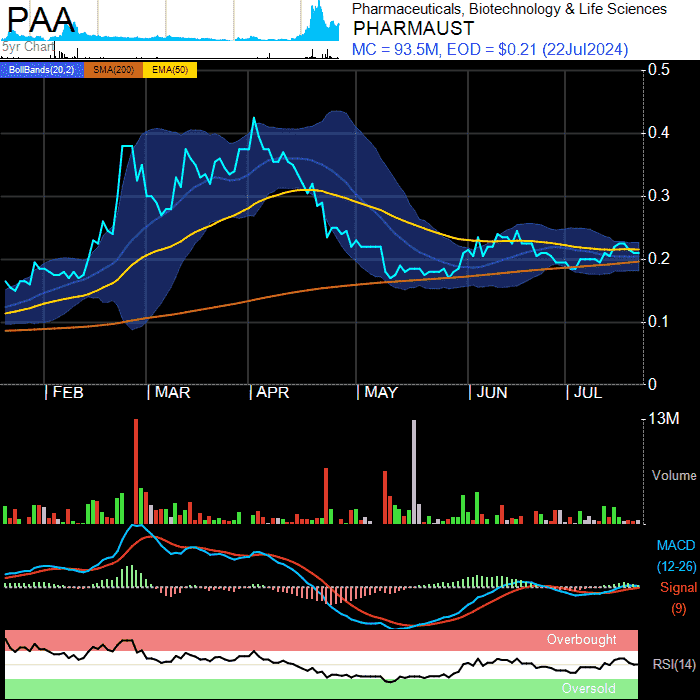 PAA
5yr Chart
Pharmaceuticals, Biotechnology & Life Sciences
PHARMAUST
MC = 93.5M, EOD = $0.21 (22Jul2024)
BollBands(20,2) SMA(200) EMA(50)
0.5
0.4
0.3
0.2
0.1
0
FEB MAR APR MAY JUN JUL
13M
Volume
MACD
(12-26)
Signal
(9)
Overbought
RSI(14)
Oversold